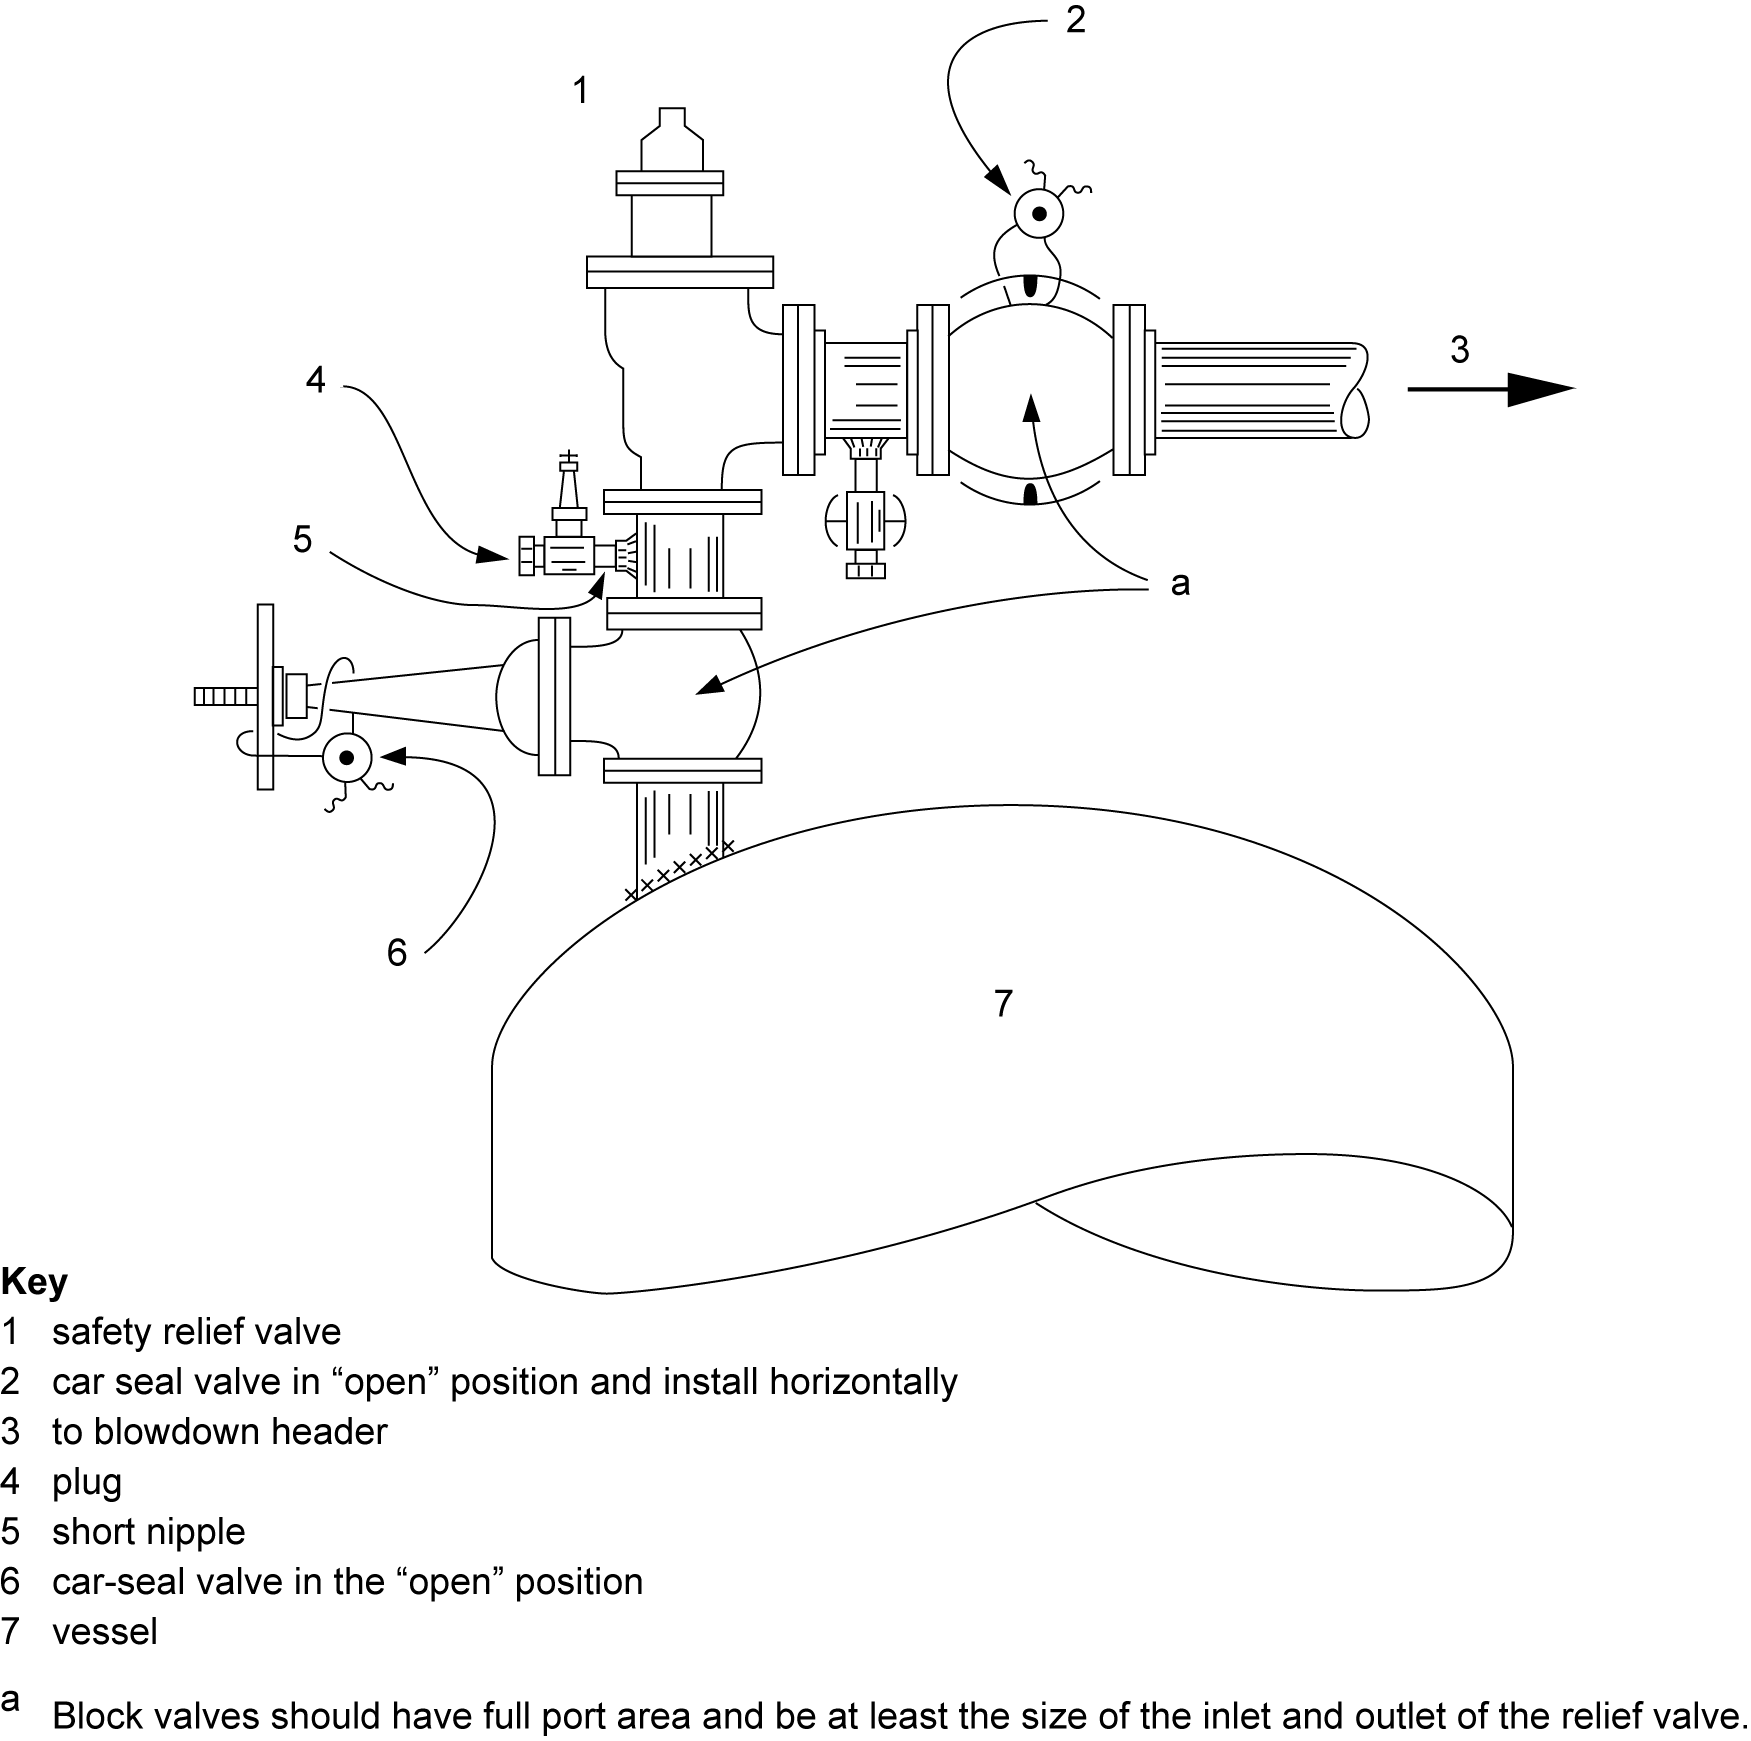 2
1
3
4
5
a
6
7
Key
1 safety relief valve
2 car seal valve in “open” position and install horizontally
3 to blowdown header
4 plug
5 short nipple
6 car-seal valve in the “open” position
7 vessel
a Block valves should have full port area and be at least the size of the inlet and outlet of the relief valve.